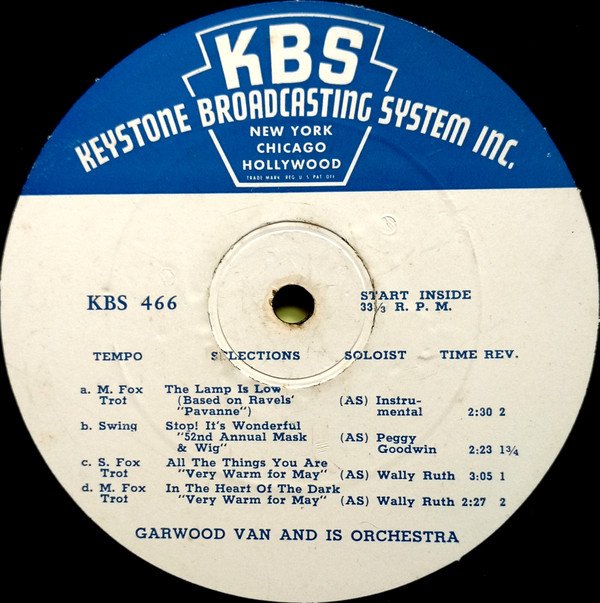 KBS
KEYSTONE BROADCASTING SYSTEM INC.
NEW YORK
CHICAGO
HOLLYWOOD
TRADE MARK REG U S PAT OFF
KBS 466
START INSIDE
33⅓ R. P. M.
TEMPO SELECTIONS SOLOIST TIME REV.
a. M. Fox The Lamp Is Low
Trot (Based on Ravels' (AS) Instru-
"Pavanne") mental 2:30 2
b. Swing Stop! It's Wonderful
"52nd Annual Mask (AS) Peggy
& Wig" Goodwin 2:23 1¾
c. S. Fox All The Things You Are
Trot "Very Warm for May" (AS) Wally Ruth 3:05 1
d. M. Fox In The Heart Of The Dark
Trot "Very Warm for May" (AS) Wally Ruth 2:27 2
GARWOOD VAN AND IS ORCHESTRA